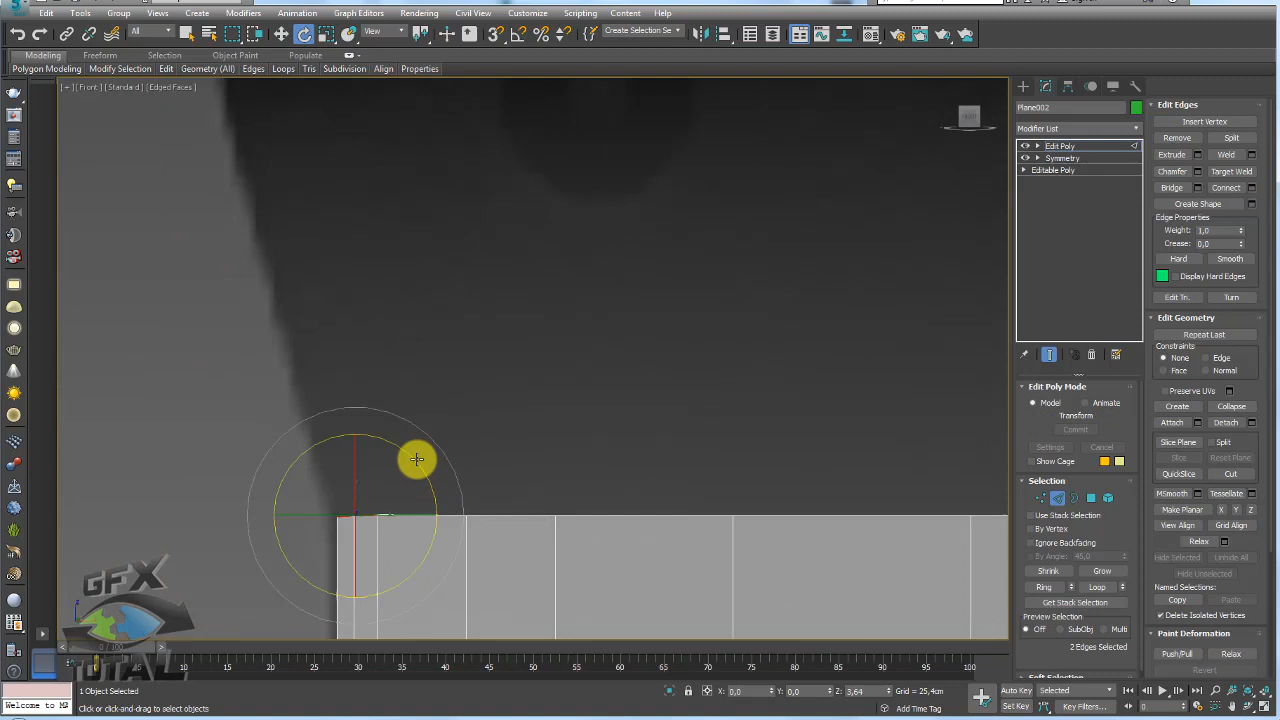 Edit Tools Group Views Create Modifiers Animation Graph Editors Rendering Civil View Customize Scripting Content Help
All View Create Selection Se
Modeling Freeform Selection Object Paint Populate
Polygon Modeling Modify Selection Edit Geometry (All) Edges Loops Tris Subdivision Align Properties
[+] [Front] [Standard] [Edged Faces]
Plane002
Modifier List
Edit Poly
Symmetry
Editable Poly
Edit Poly Mode
Model Animate
Transform
Commit
Settings Cancel
Show Cage
Selection
Use Stack Selection
By Vertex
Ignore Backfacing
By Angle: 45,0
Shrink Grow
Ring Loop
Get Stack Selection
Preview Selection
Off SubObj Multi
2 Edges Selected
Soft Selection
Edit Edges
Insert Vertex
Remove Split
Extrude Weld
Chamfer Target Weld
Bridge Connect
Create Shape
Edge Properties
Weight: 1,0
Crease: 0,0
Hard Smooth
Display Hard Edges
Edit Tri. Turn
Edit Geometry
Repeat Last
Constraints
None Edge
Face Normal
Preserve UVs
Create Collapse
Attach Detach
Slice Plane Split
Slice Reset Plane
QuickSlice Cut
MSmooth Tessellate
Make Planar X Y Z
View Align Grid Align
Relax
Hide Selected Unhide All
Hide Unselected
Named Selections:
Copy Paste
Delete Isolated Vertices
Paint Deformation
Push/Pull Relax
Revert
GFX
TOTAL
0 / 100
15 20 25 30 35 40 45 50 55 60 65 70 75 80 85 90 95 100
1 Object Selected
X: 0,0 Y: 0,0 Z: 3,64 Grid = 25,4cm
Auto Key Selected
Welcome to M
click or click-and-drag to select objects
Add Time Tag
Set Key Key Filters...
0